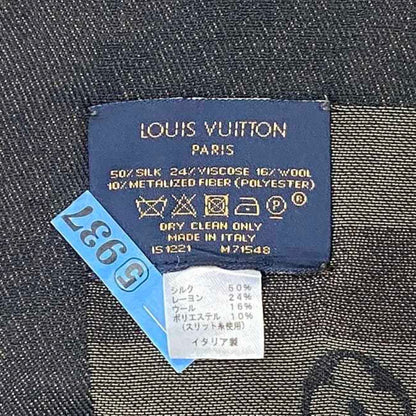 LOUIS VUITTON
PARIS
50% SILK 24% VISCOSE 16% WOOL
10% METALIZED FIBER (POLYESTER)
DRY CLEAN ONLY
MADE IN ITALY
IS1221 M71548
5937
シルク 50%
レーヨン 24%
ウール 16%
ポリエステル 10%
(スリット糸使用)
イタリア製